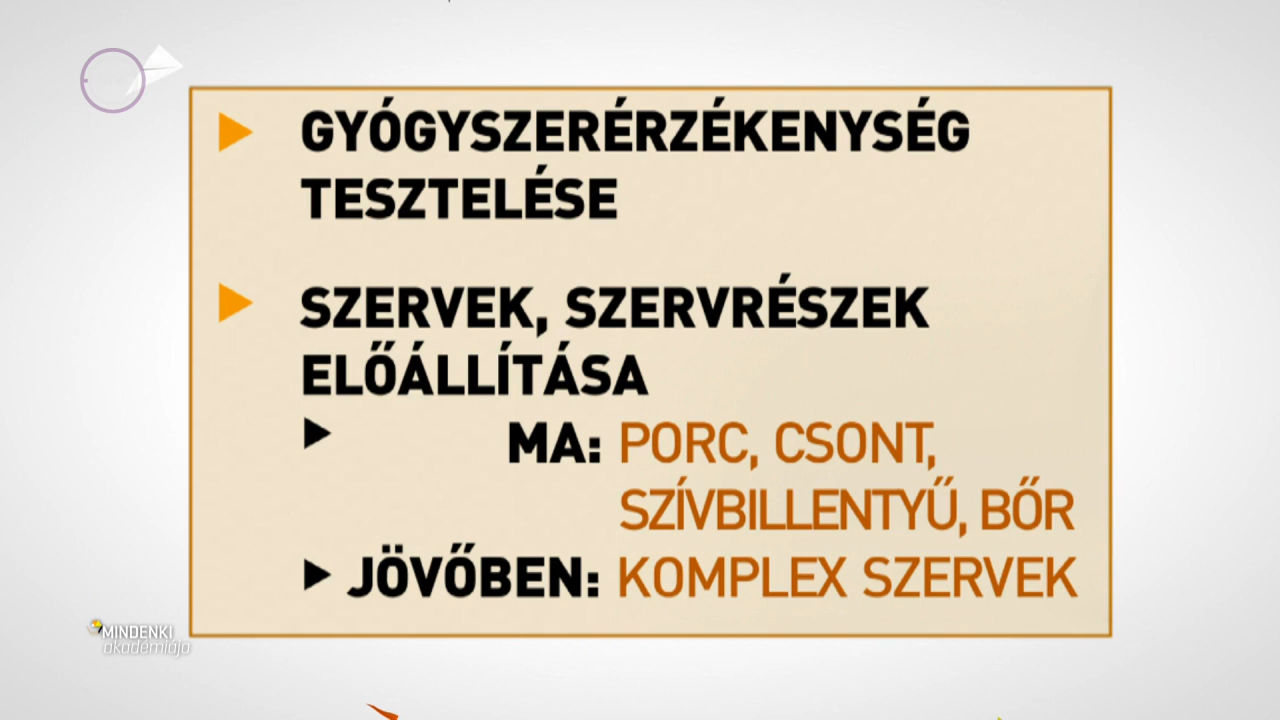 GYÓGYSZERÉRZÉKENYSÉG
TESZTELÉSE
SZERVEK, SZERVRÉSZEK
ELŐÁLLÍTÁSA
MA: PORC, CSONT,
SZÍVBILLENTYŰ, BŐR
JÖVŐBEN: KOMPLEX SZERVEK
MINDENKI
akadémiája